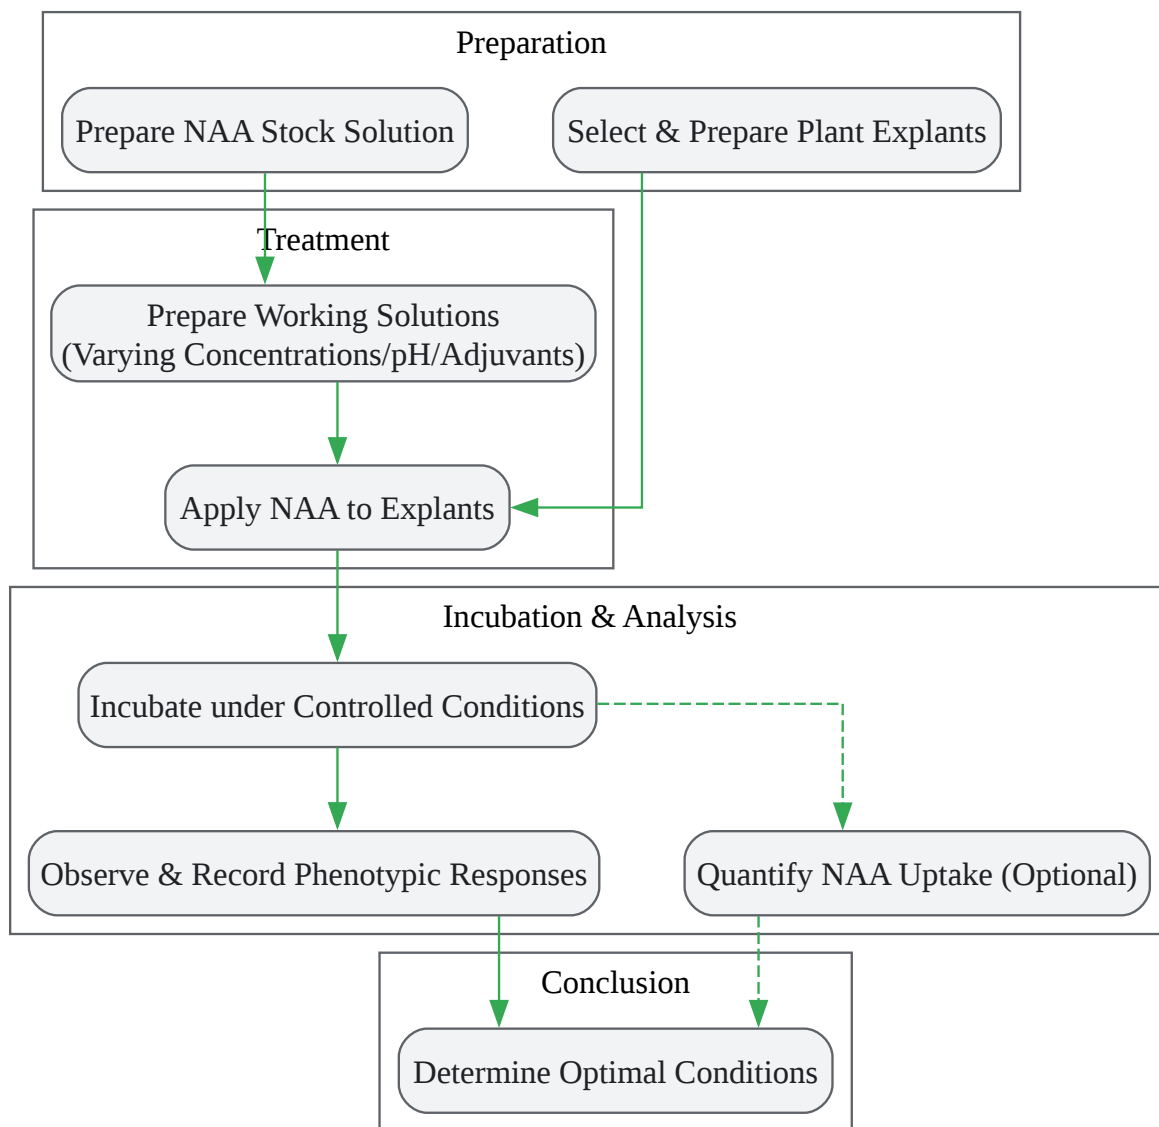 Preparation
Prepare NAA Stock Solution
Select & Prepare Plant Explants
Treatment
Prepare Working Solutions
(Varying Concentrations/pH/Adjuvants)
Apply NAA to Explants
Incubation & Analysis
Incubate under Controlled Conditions
Observe & Record Phenotypic Responses
Quantify NAA Uptake (Optional)
Conclusion
Determine Optimal Conditions